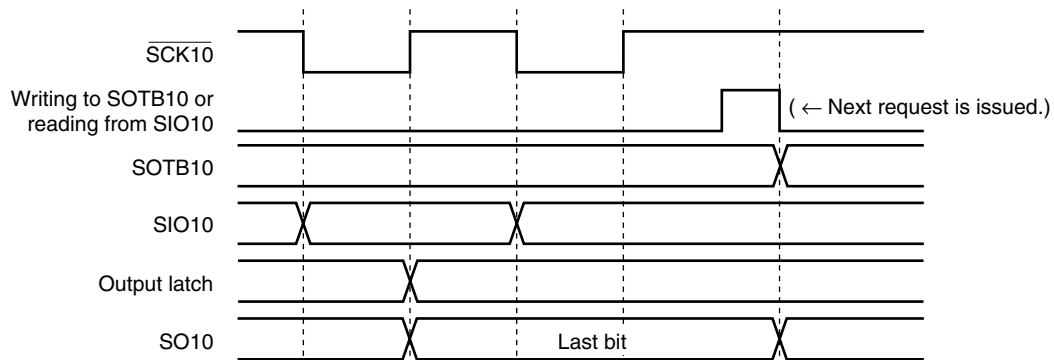 SCK10
Writing to SOTB10 or
reading from SIO10
( ← Next request is issued.)
SOTB10
SIO10
Output latch
SO10
Last bit